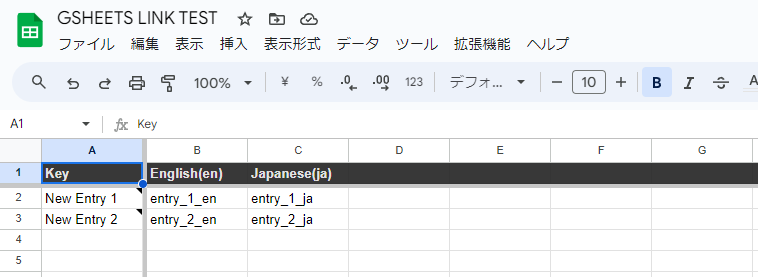 GSHEETS LINK TEST
ファイル 編集 表示 挿入 表示形式 データ ツール 拡張機能 ヘルプ
100% ¥ % .0 .00 123 デフォ... 10 B I S A
A1 fx Key
A B C D E F G
1 Key English(en) Japanese(ja)
2 New Entry 1 entry_1_en entry_1_ja
3 New Entry 2 entry_2_en entry_2_ja
4
5